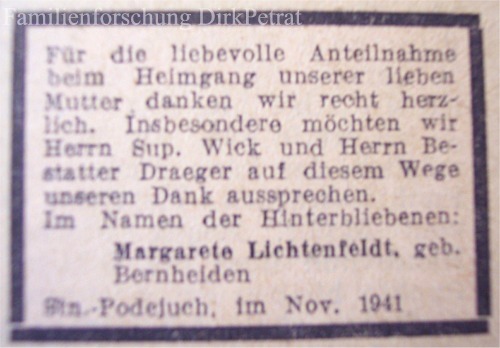 Familienforschung DirkPetrat
Für die liebevolle Anteilnahme
beim Heimgang unserer lieben
Mutter danken wir recht herz-
lich. Insbesondere möchten wir
Herrn Sup. Wick und Herrn Be-
statter Draeger auf diesem Wege
unseren Dank aussprechen.
Im Namen der Hinterbliebenen:
Margarete Lichtenfeldt, geb.
Bernheiden
Stn.-Podejuch, im Nov. 1941